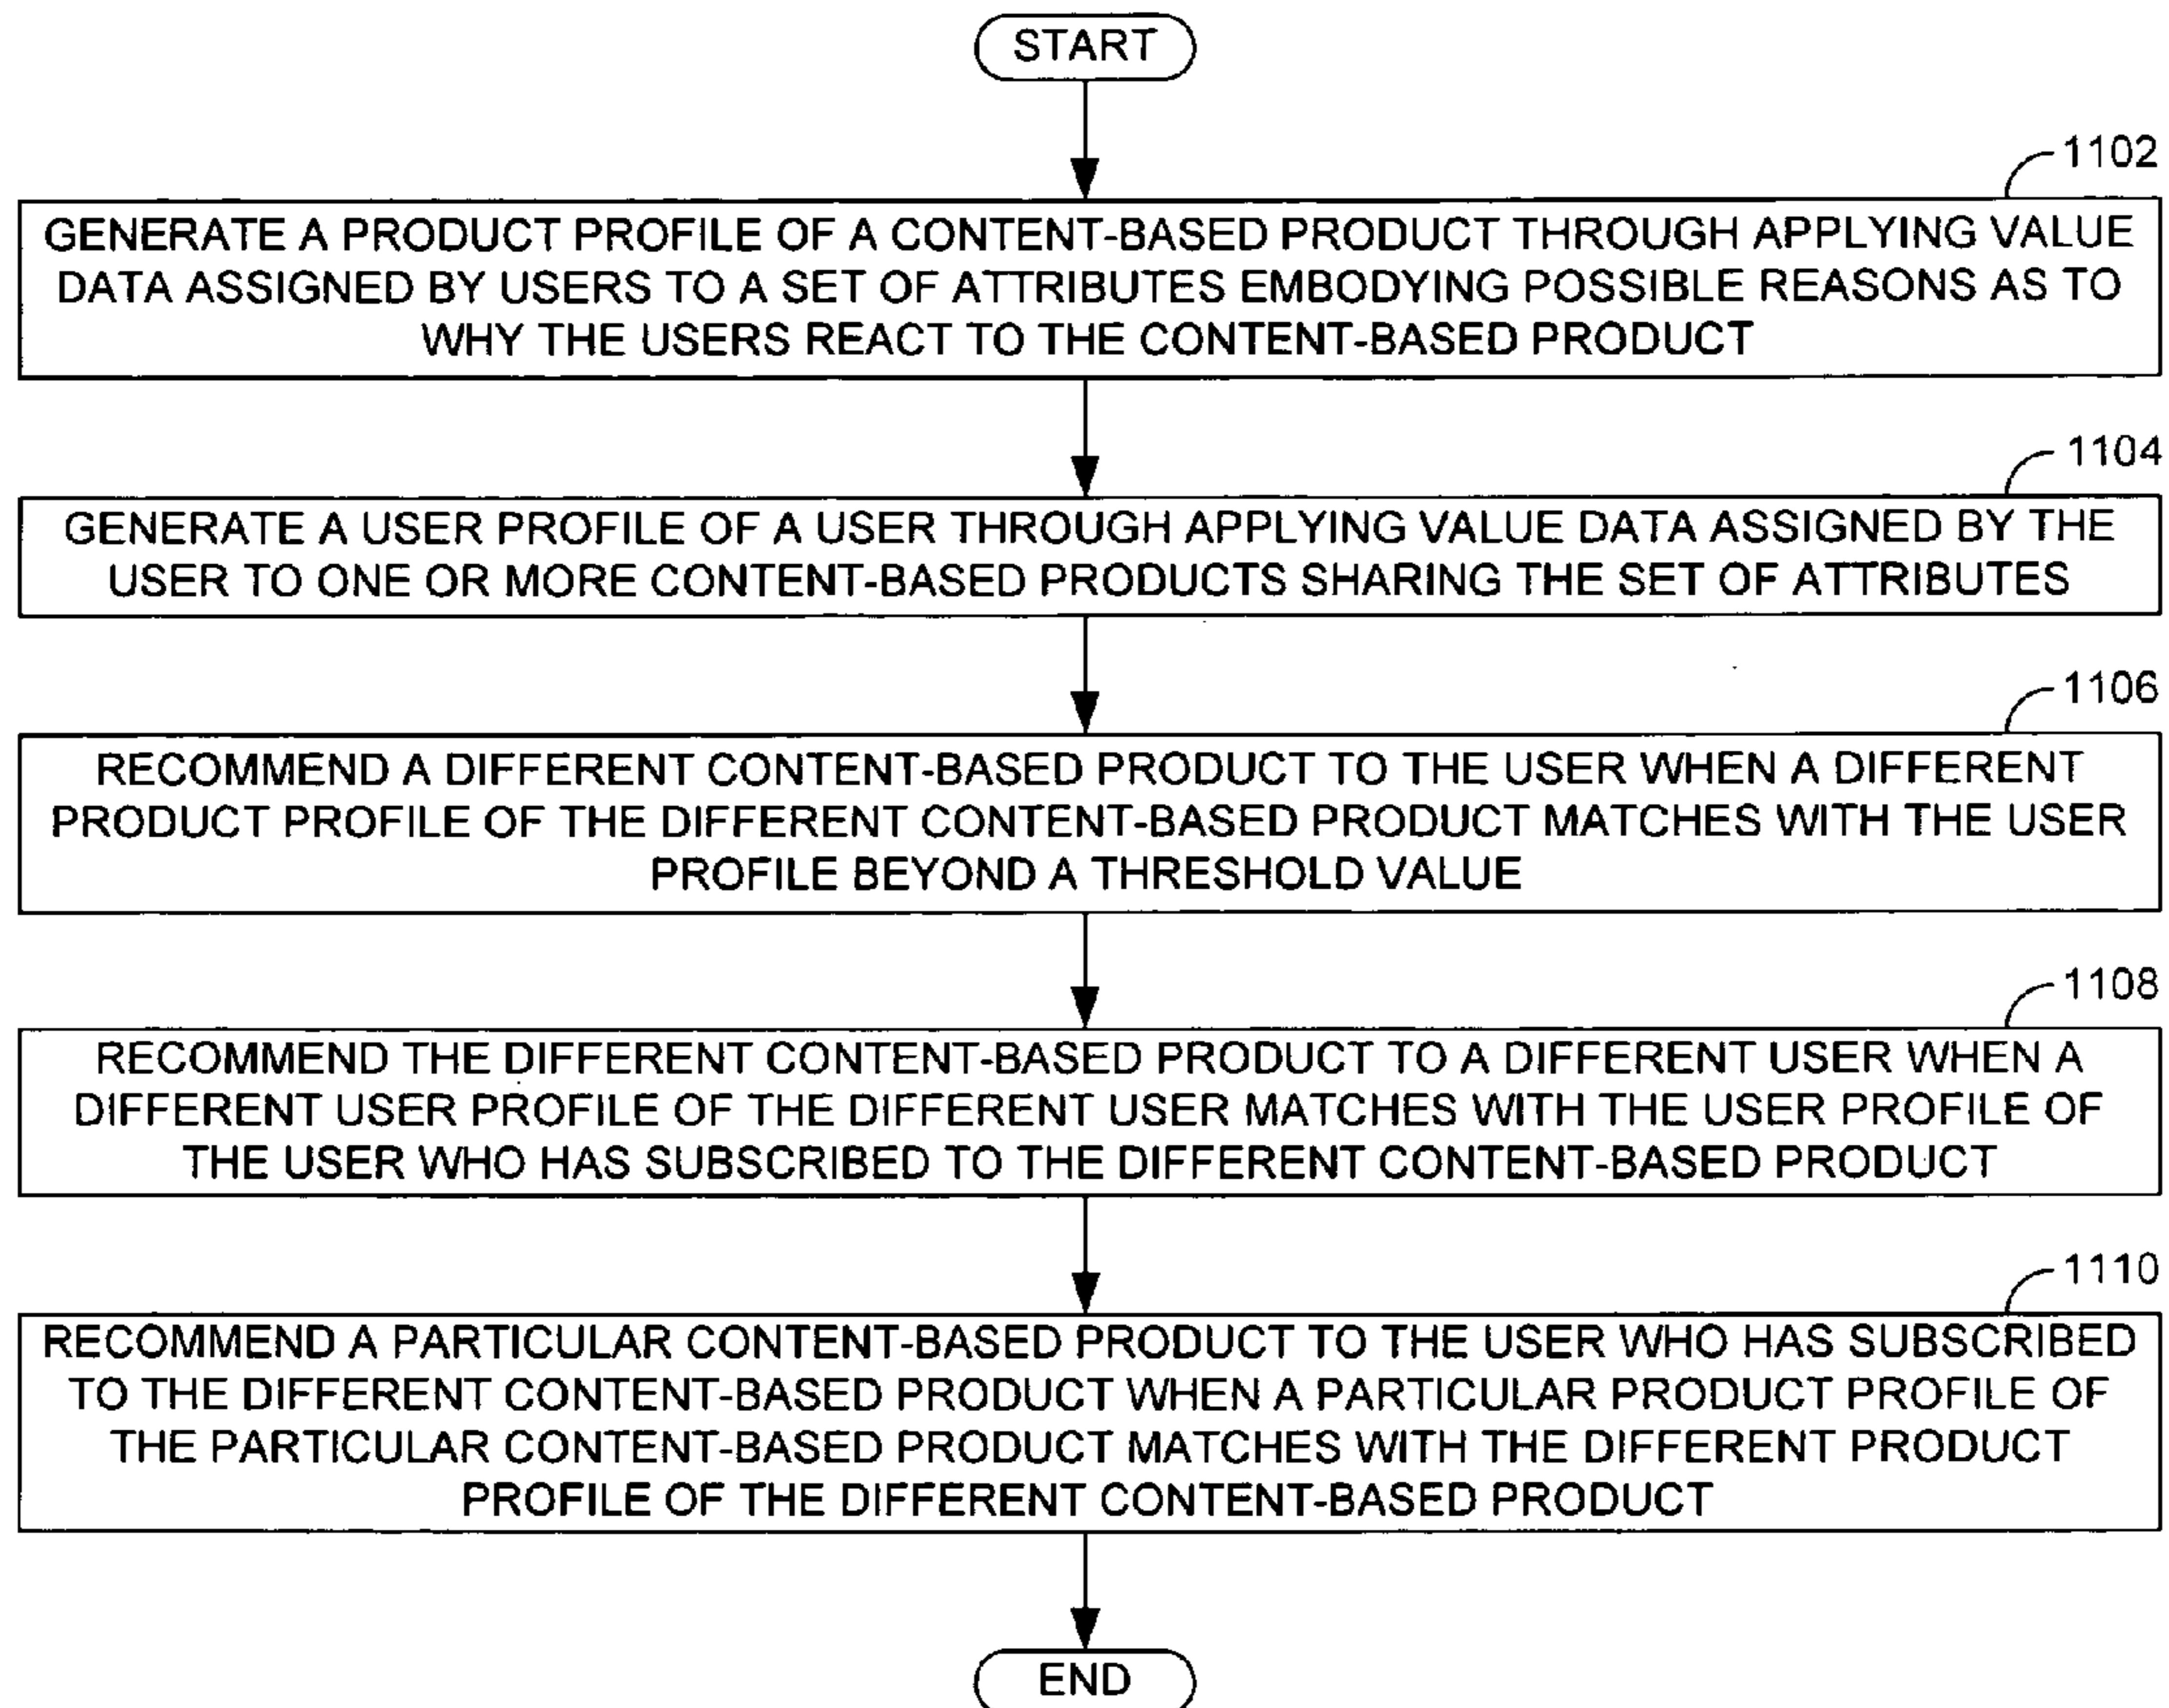 START
1102
GENERATE A PRODUCT PROFILE OF A CONTENT-BASED PRODUCT THROUGH APPLYING VALUE
DATA ASSIGNED BY USERS TO A SET OF ATTRIBUTES EMBODYING POSSIBLE REASONS AS TO
WHY THE USERS REACT TO THE CONTENT-BASED PRODUCT
1104
GENERATE A USER PROFILE OF A USER THROUGH APPLYING VALUE DATA ASSIGNED BY THE
USER TO ONE OR MORE CONTENT-BASED PRODUCTS SHARING THE SET OF ATTRIBUTES
1106
RECOMMEND A DIFFERENT CONTENT-BASED PRODUCT TO THE USER WHEN A DIFFERENT
PRODUCT PROFILE OF THE DIFFERENT CONTENT-BASED PRODUCT MATCHES WITH THE USER
PROFILE BEYOND A THRESHOLD VALUE
1108
RECOMMEND THE DIFFERENT CONTENT-BASED PRODUCT TO A DIFFERENT USER WHEN A
DIFFERENT USER PROFILE OF THE DIFFERENT USER MATCHES WITH THE USER PROFILE OF
THE USER WHO HAS SUBSCRIBED TO THE DIFFERENT CONTENT-BASED PRODUCT
1110
RECOMMEND A PARTICULAR CONTENT-BASED PRODUCT TO THE USER WHO HAS SUBSCRIBED
TO THE DIFFERENT CONTENT-BASED PRODUCT WHEN A PARTICULAR PRODUCT PROFILE OF
THE PARTICULAR CONTENT-BASED PRODUCT MATCHES WITH THE DIFFERENT PRODUCT
PROFILE OF THE DIFFERENT CONTENT-BASED PRODUCT
END